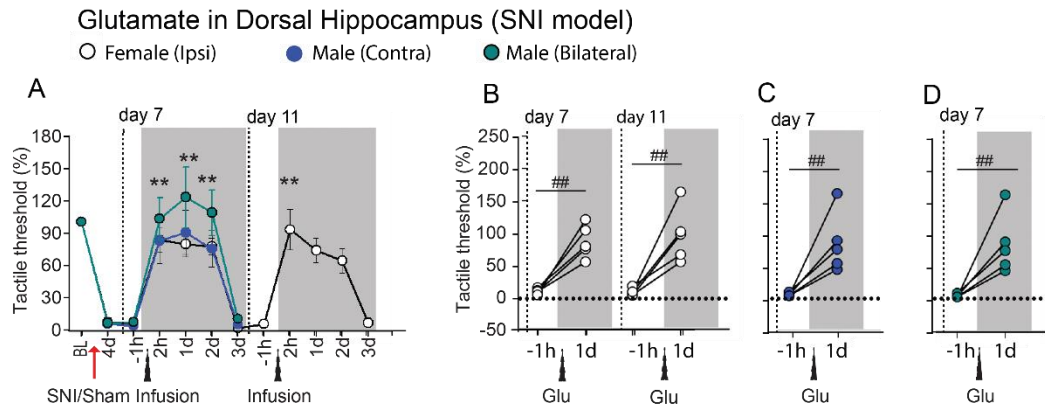 Glutamate in Dorsal Hippocampus (SNI model)
Female (Ipsi) Male (Contra) Male (Bilateral)
A B C D
day 7 day 11 day 7 day 11 day 7 day 7
Tactile threshold (%)
180
150
120
90
60
30
0
** ** ** **
BL 4d -1h 2h 1d 2d 3d -1h 2h 1d 2d 3d
SNI/Sham Infusion Infusion
Tactile threshold (%)
250
200
150
100
50
0
-50
## ## ## ##
-1h 1d -1h 1d -1h 1d -1h 1d
Glu Glu Glu Glu